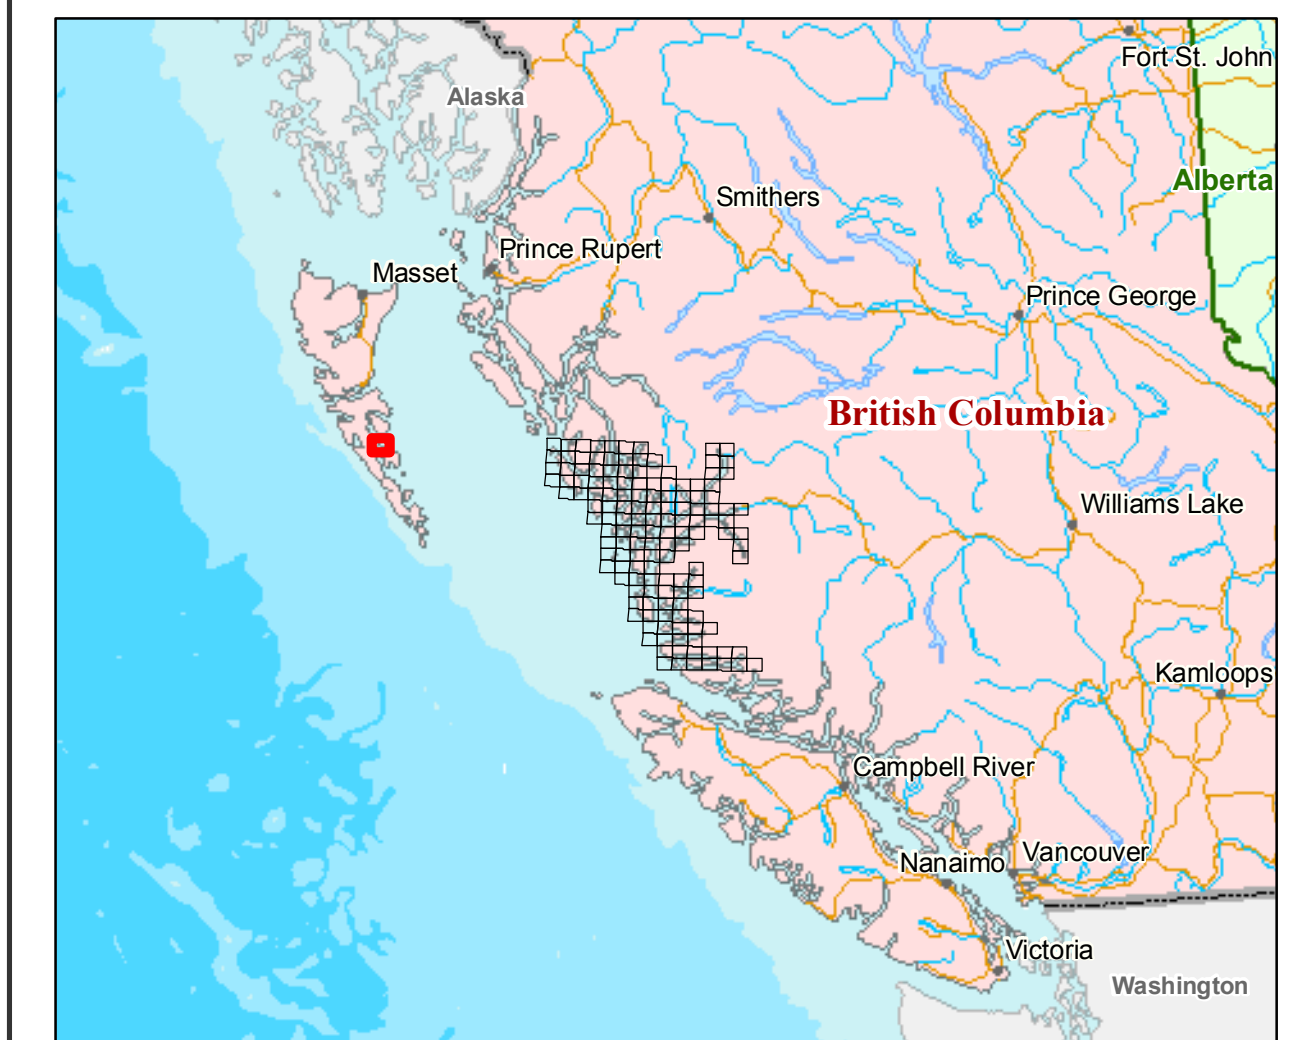 Fort St. John
Alaska
Alberta
Smithers
Prince Rupert
Masset
Prince George
British Columbia
Williams Lake
Kamloops
Campbell River
Vancouver
Nanaimo
Victoria
Washington